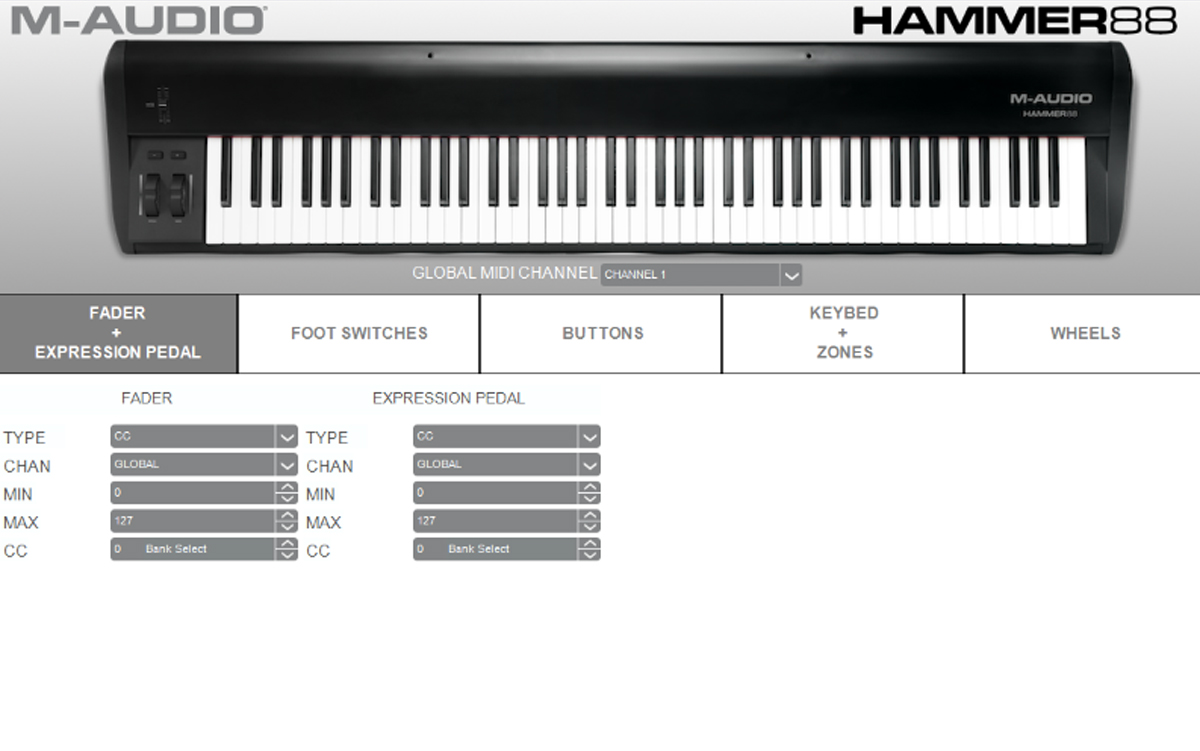 M-AUDIO
HAMMER88
M-AUDIO
HAMMER88
GLOBAL MIDI CHANNEL CHANNEL 1
FADER
+
EXPRESSION PEDAL
FOOT SWITCHES
BUTTONS
KEYBED
+
ZONES
WHEELS
FADER
EXPRESSION PEDAL
TYPE CC TYPE CC
CHAN GLOBAL CHAN GLOBAL
MIN 0 MIN 0
MAX 127 MAX 127
CC 0 Bank Select CC 0 Bank Select